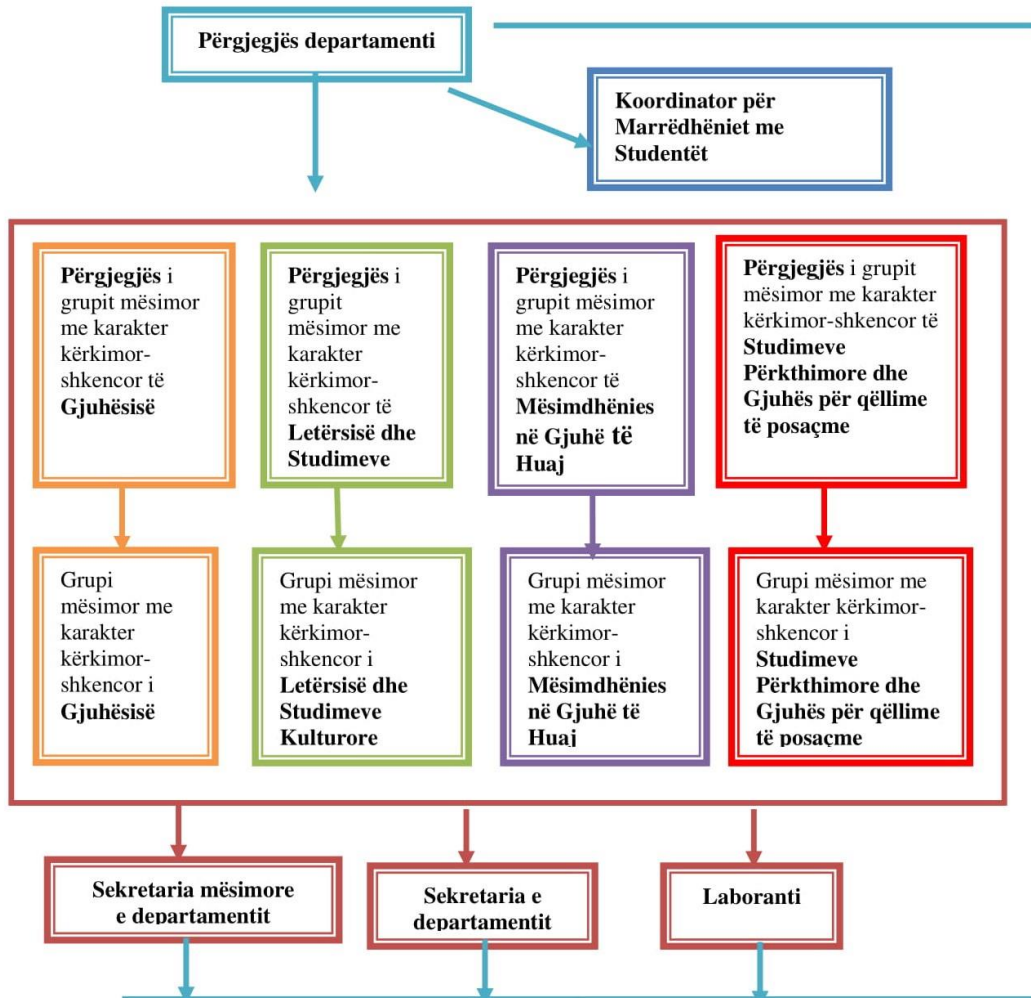 Përgjegjës departamenti
Koordinator për
Marrëdhëniet me
Studentët
Përgjegjës i
grupit mësimor
me karakter
kërkimor-
shkencor të
Gjuhësisë
Përgjegjës i
grupit
mësimor me
karakter
kërkimor-
shkencor të
Letërsisë dhe
Studimeve
Përgjegjës i
grupit mësimor
me karakter
kërkimor-
shkencor të
Mësimdhënies
në Gjuhë të
Huaj
Përgjegjës i grupit
mësimor me karakter
kërkimor-shkencor të
Studimeve
Përkthimore dhe
Gjuhës për qëllime
të posaçme
Grupi
mësimor me
karakter
kërkimor-
shkencor i
Gjuhësisë
Grupi mësimor
me karakter
kërkimor-
shkencor i
Letërsisë dhe
Studimeve
Kulturore
Grupi mësimor
me karakter
kërkimor-
shkencor i
Mësimdhënies
në Gjuhë të
Huaj
Grupi mësimor me
karakter kërkimor-
shkencor i
Studimeve
Përkthimore dhe
Gjuhës për qëllime
të posaçme
Sekretaria mësimore
e departamentit
Sekretaria e
departamentit
Laboranti